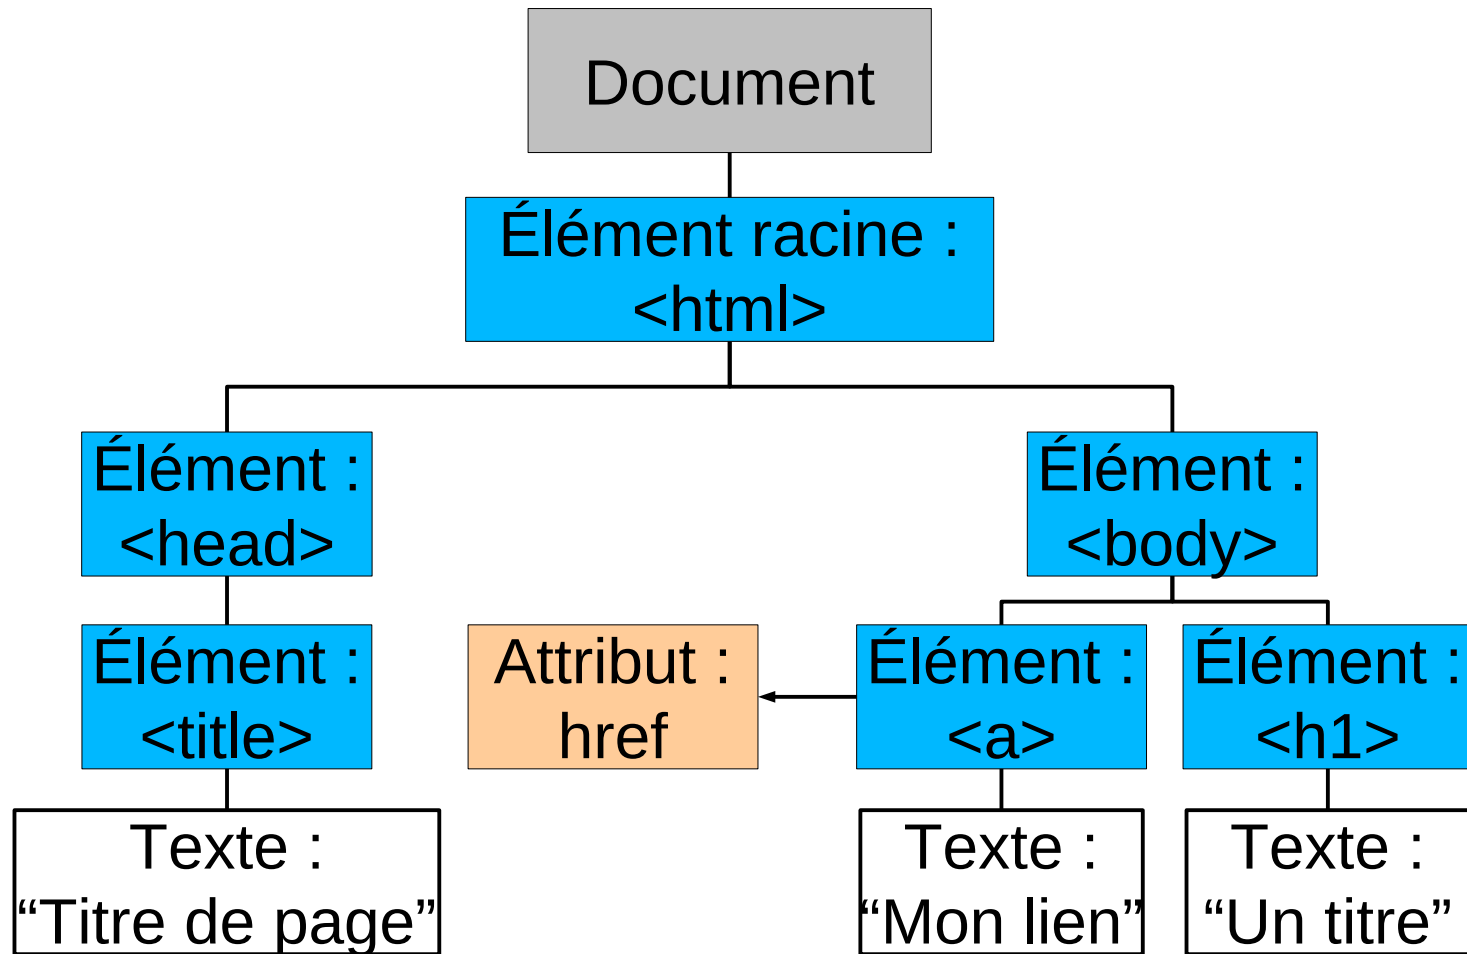 Document
Élément racine :
<html>
Élément :
<head>
Élément :
<body>
Élément :
<title>
Attribut :
href
Élément :
<a>
Élément :
<h1>
Texte :
“Titre de page”
Texte :
“Mon lien”
Texte :
“Un titre”